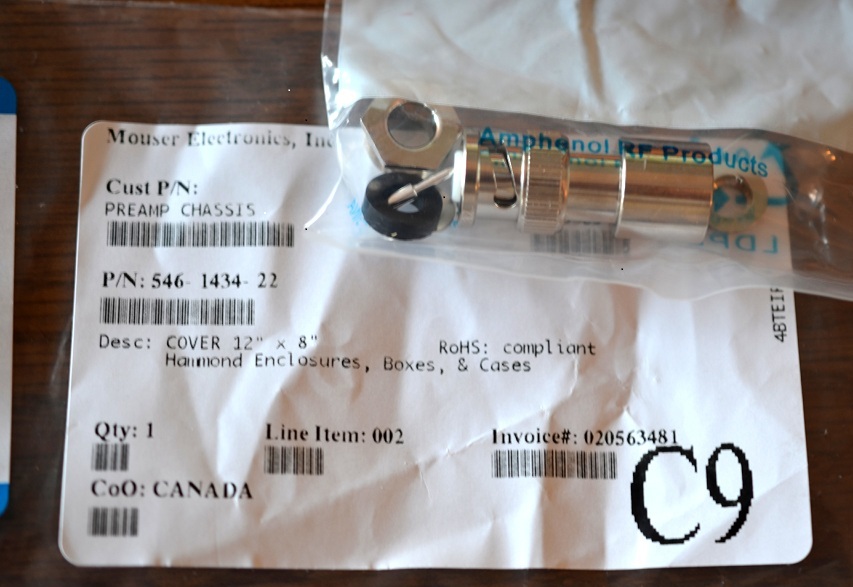 Mouser Electronics, Inc
Amphenol RF Products
Cust P/N:
PREAMP CHASSIS
P/N: 546- 1434- 22
Desc: COVER 12" x 8" RoHS: compliant
Hammond Enclosures, Boxes, & Cases
Qty: 1 Line Item: 002 Invoice#: 020563481
CoO: CANADA
C9